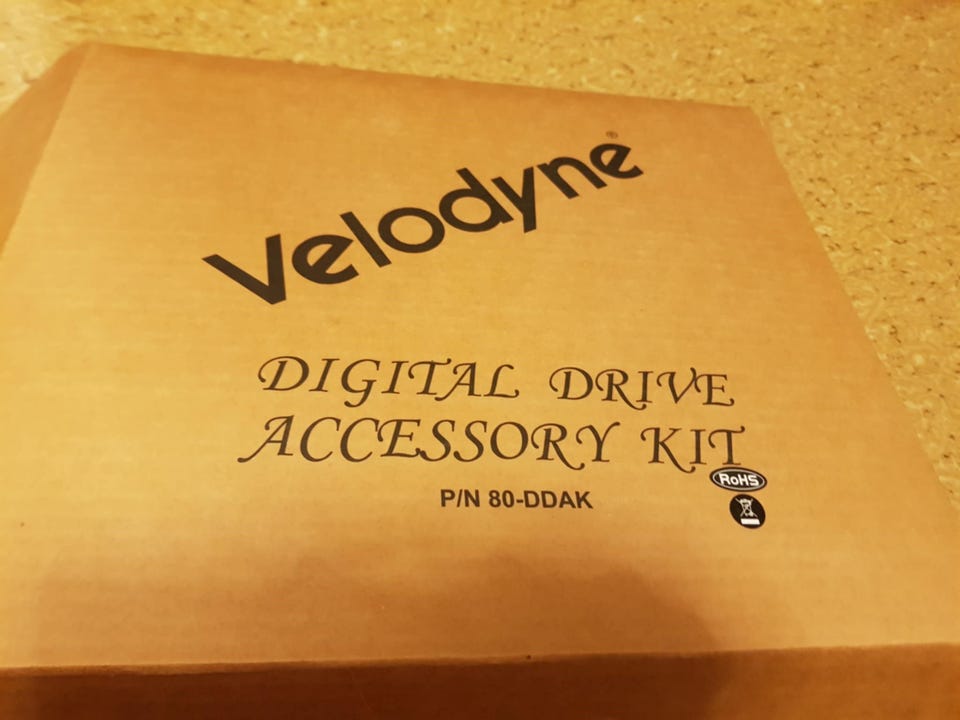 Velodyne®
DIGITAL DRIVE
ACCESSORY KIT
RoHS
P/N 80-DDAK